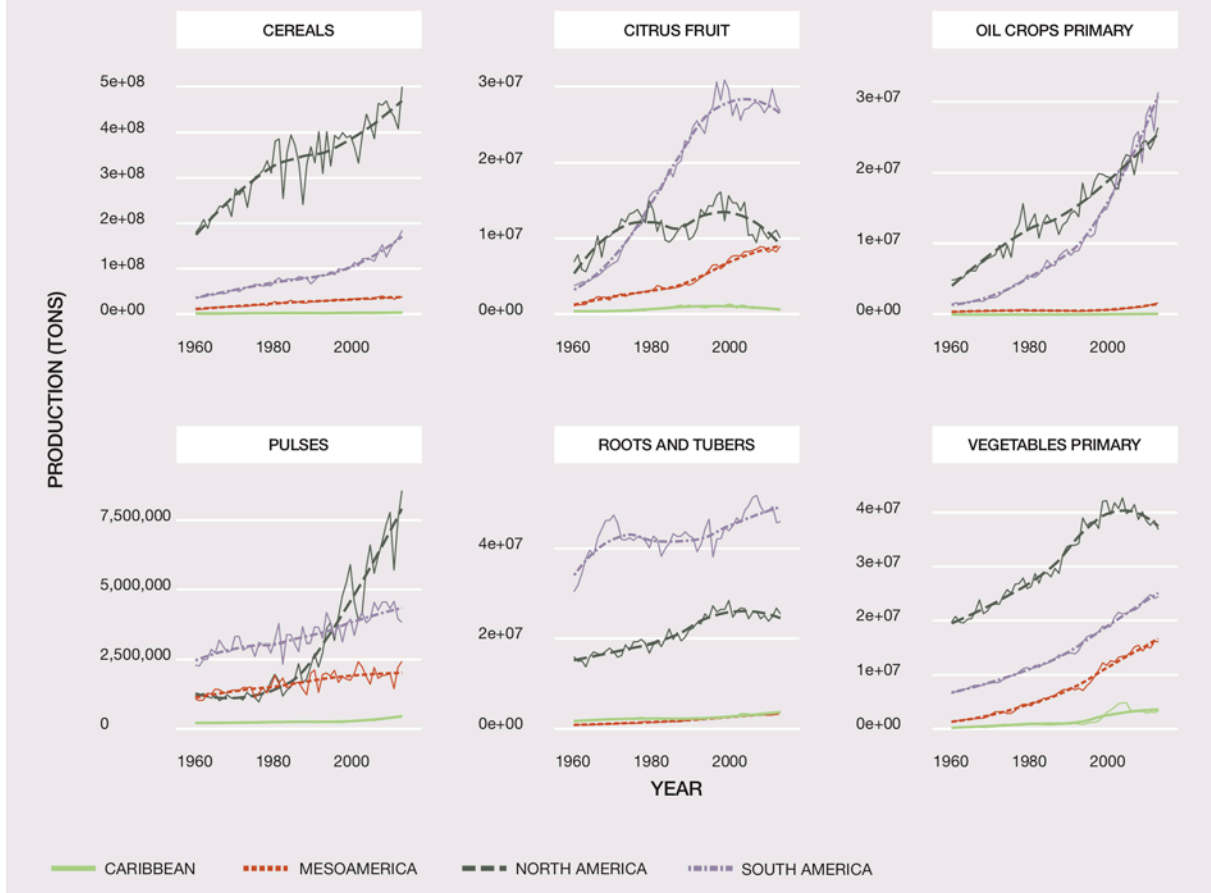 CEREALS
CITRUS FRUIT
OIL CROPS PRIMARY
5e+08
4e+08
3e+08
2e+08
1e+08
0e+00
1960 1980 2000
3e+07
2e+07
1e+07
0e+00
1960 1980 2000
3e+07
2e+07
1e+07
0e+00
1960 1980 2000
PRODUCTION (TONS)
PULSES
ROOTS AND TUBERS
VEGETABLES PRIMARY
7,500,000
5,000,000
2,500,000
0
1960 1980 2000
4e+07
2e+07
0e+00
1960 1980 2000
4e+07
3e+07
2e+07
1e+07
0e+00
1960 1980 2000
YEAR
CARIBBEAN MESOAMERICA NORTH AMERICA SOUTH AMERICA